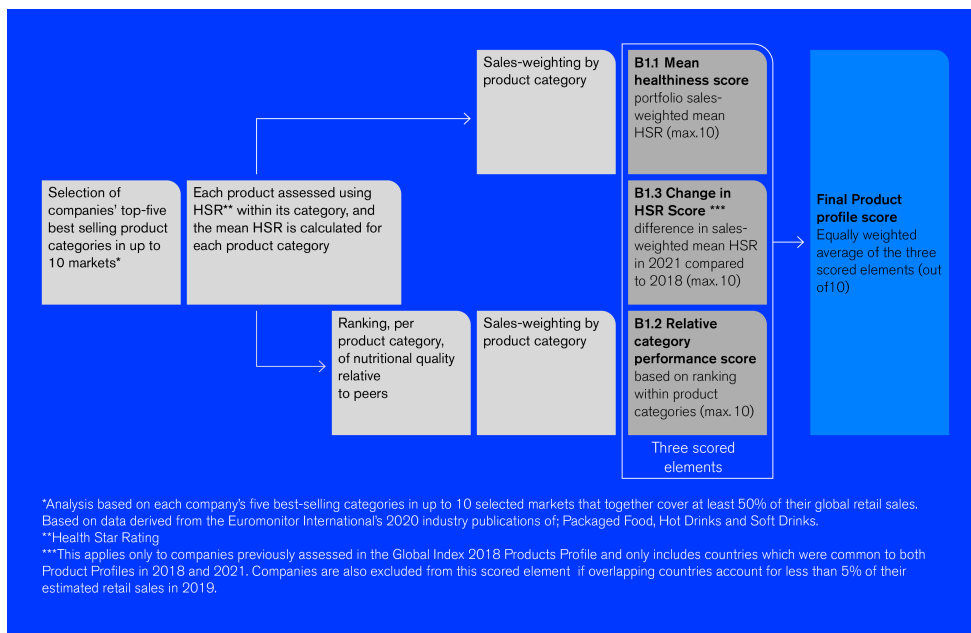 Selection of
companies' top-five
best selling product
categories in up to
10 markets*
Each product assessed using
HSR** within its category, and
the mean HSR is calculated for
each product category
Sales-weighting by
product category
B1.1 Mean
healthiness score
portfolio sales-
weighted mean
HSR (max.10)
B1.3 Change in
HSR Score ***
difference in sales-
weighted mean HSR
in 2021 compared
to 2018 (max.10)
Ranking, per
product category,
of nutritional quality
relative
to peers
Sales-weighting by
product category
B1.2 Relative
category
performance score
based on ranking
within product
categories (max.10)
Three scored
elements
Final Product
profile score
Equally weighted
average of the three
scored elements (out
of10)
*Analysis based on each company's five best-selling categories in up to 10 selected markets that together cover at least 50% of their global retail sales.
Based on data derived from the Euromonitor International's 2020 industry publications of; Packaged Food, Hot Drinks and Soft Drinks.
**Health Star Rating
***This applies only to companies previously assessed in the Global Index 2018 Products Profile and only includes countries which were common to both
Product Profiles in 2018 and 2021. Companies are also excluded from this scored element if overlapping countries account for less than 5% of their
estimated retail sales in 2019.